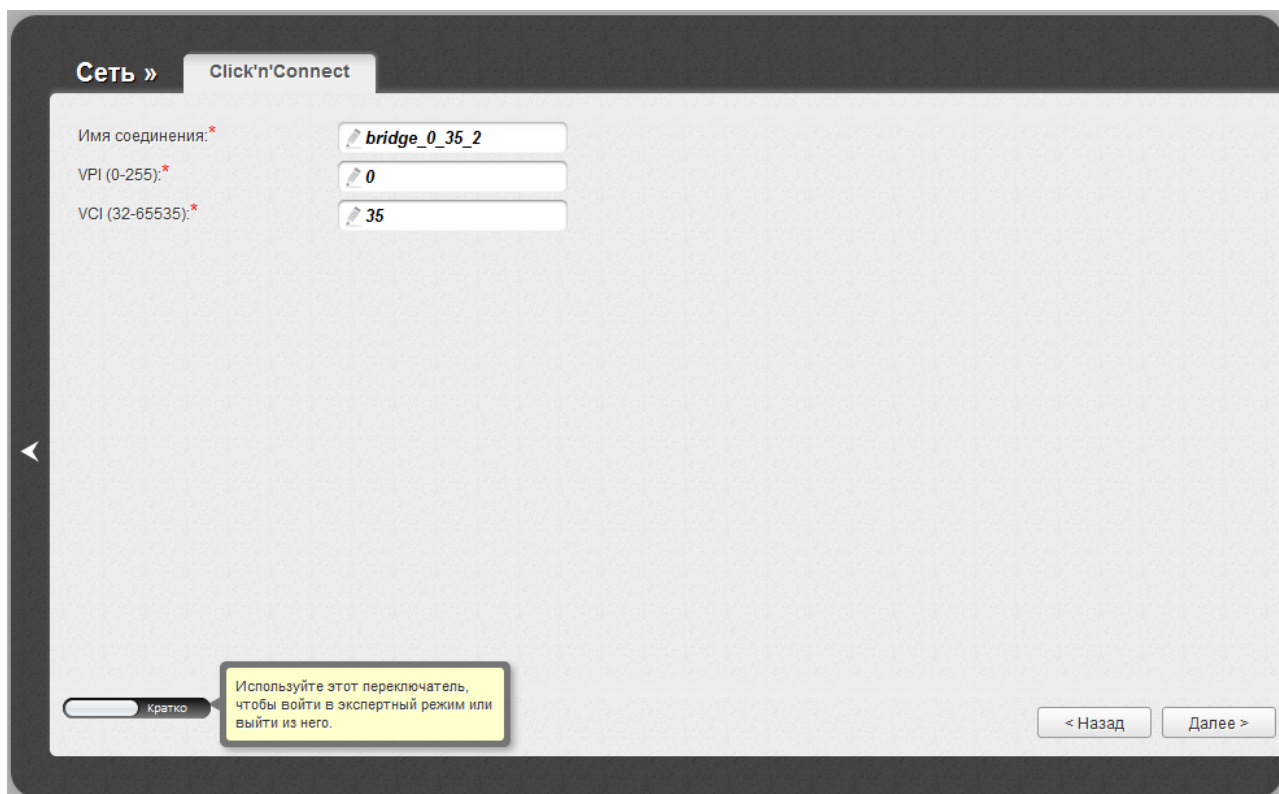 Сеть »
Click'n'Connect
Имя соединения:*
bridge_0_35_2
VPI (0-255):*
0
VCI (32-65535):*
35
Кратко
Используйте этот переключатель,
чтобы войти в экспертный режим или
выйти из него.
< Назад
Далее >